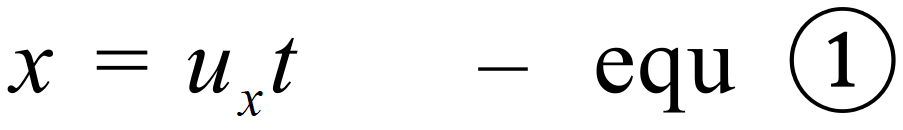 x = uₓt – equ ①